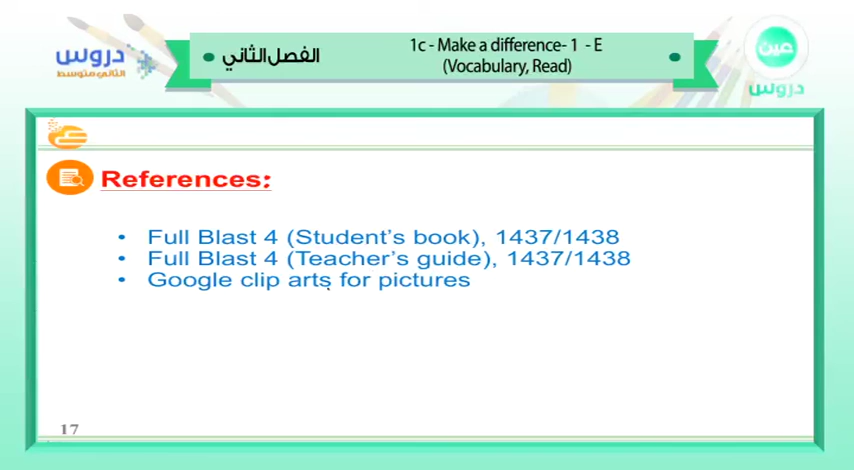 دروس
الثاني متوسط
الفصل الثاني
1c - Make a difference- 1 - E
(Vocabulary, Read)
عين
دروس
References:
• Full Blast 4 (Student's book), 1437/1438
• Full Blast 4 (Teacher's guide), 1437/1438
• Google clip arts for pictures
17